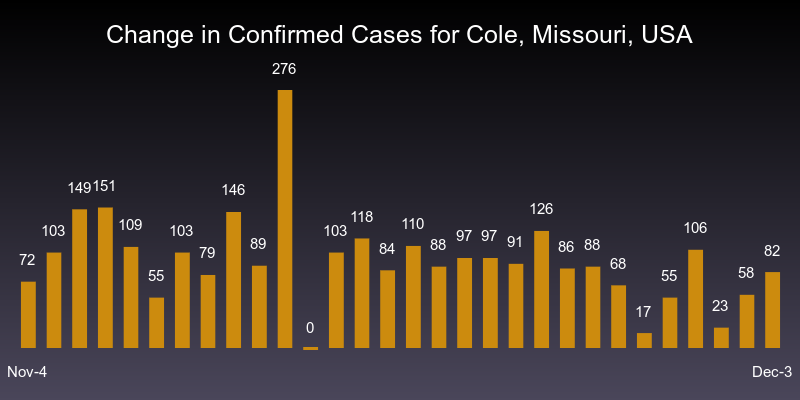 Change in Confirmed Cases for Cole, Missouri, USA
72 103 149 151 109 55 103 79 146 89 276 0 103 118 84 110 88 97 97 91 126 86 88 68 17 55 106 23 58 82
Nov-4 Dec-3